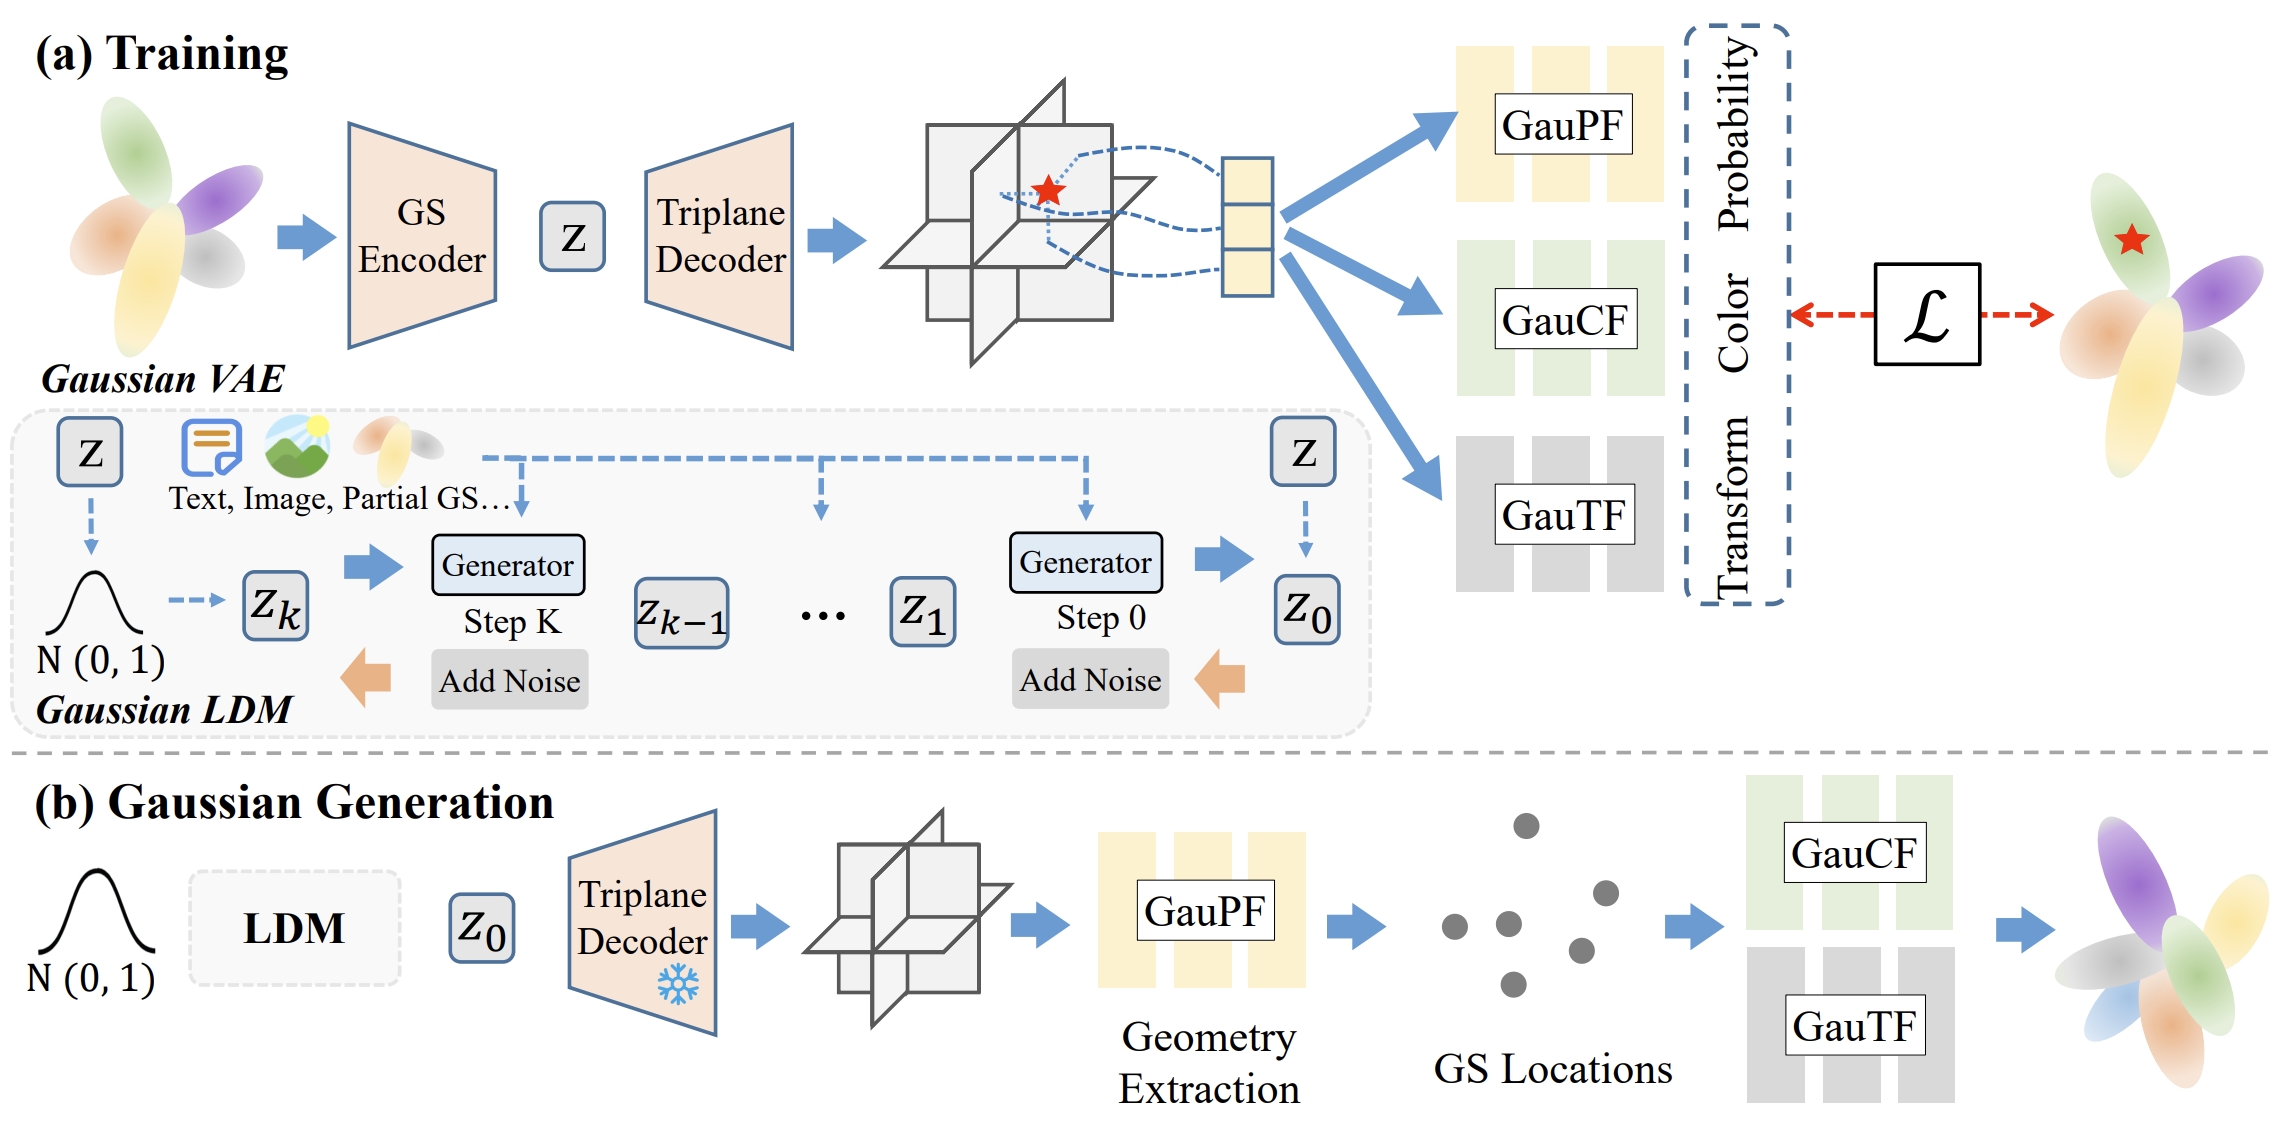 (a) Training
GS
Encoder
z
Triplane
Decoder
GauPF
GauCF
GauTF
Transform Color Probability
ℒ
Gaussian VAE
z
Text, Image, Partial GS...
z
N (0, 1)
z_k
Generator
Step K
Add Noise
z_{k-1}
...
z_1
Generator
Step 0
Add Noise
z_0
Gaussian LDM
(b) Gaussian Generation
N (0, 1)
LDM
z_0
Triplane
Decoder
GauPF
Geometry
Extraction
GS Locations
GauCF
GauTF